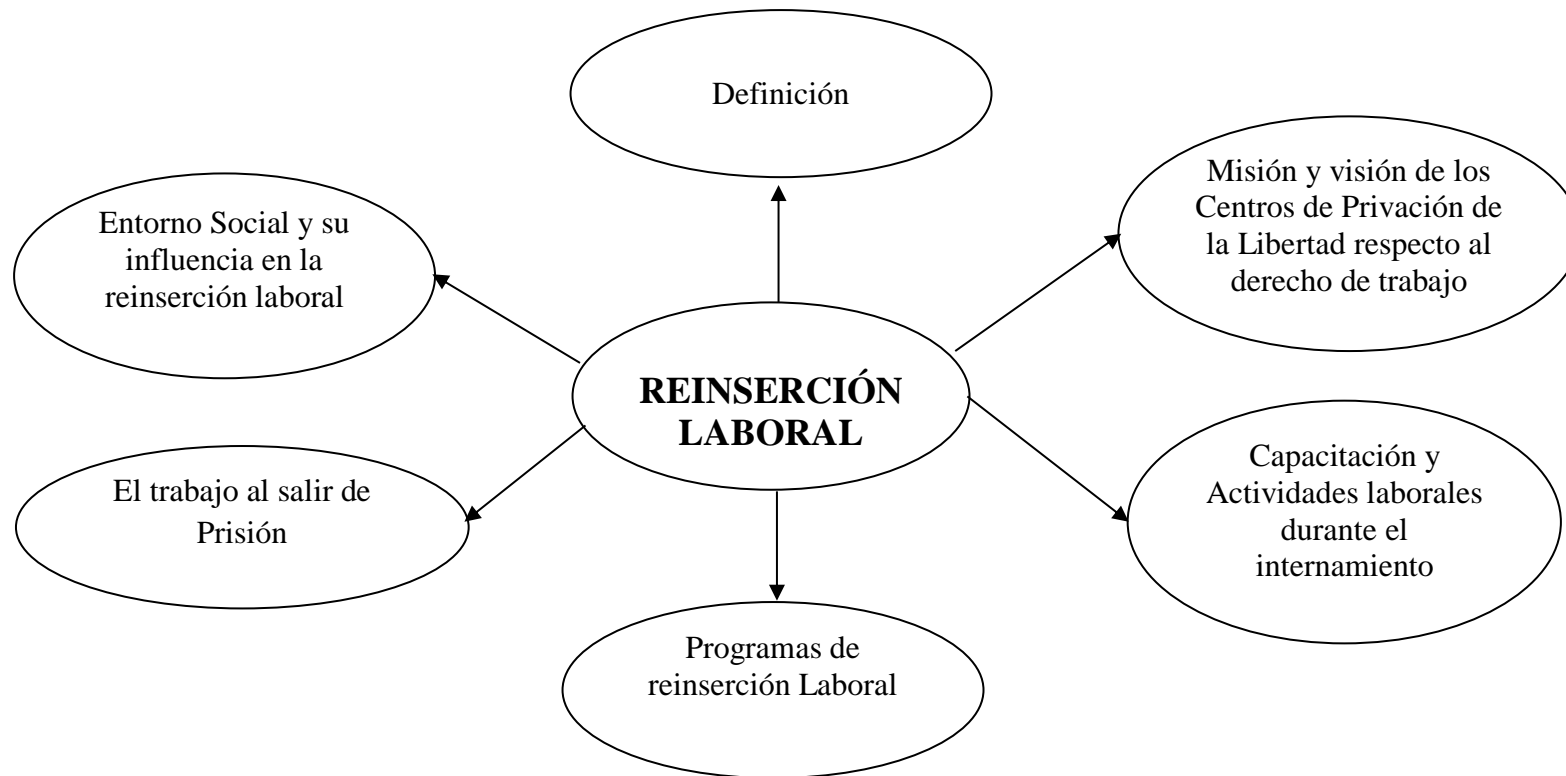 Definición
Misión y visión de los
Centros de Privación de
la Libertad respecto al
derecho de trabajo
Entorno Social y su
influencia en la
reinserción laboral
REINSERCIÓN
LABORAL
Capacitación y
Actividades laborales
durante el
internamiento
El trabajo al salir de
Prisión
Programas de
reinserción Laboral